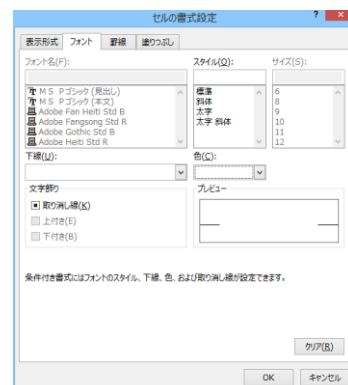 セルの書式設定 ? ×
表示形式 フォント 罫線 塗りつぶし
フォント名(F): スタイル(O): サイズ(S):
ＭＳ Ｐゴシック (見出し) 標準 6
ＭＳ Ｐゴシック (本文) 斜体 8
Adobe Fan Heiti Std B 太字 9
Adobe Fangsong Std R 太字 斜体 10
Adobe Gothic Std B 11
Adobe Heiti Std R 12
下線(U): 色(C):
文字飾り プレビュー
取り消し線(K)
上付き(E)
下付き(B)
条件付き書式にはフォントのスタイル、下線、色、および取り消し線が設定できます。
クリア(R)
OK キャンセル